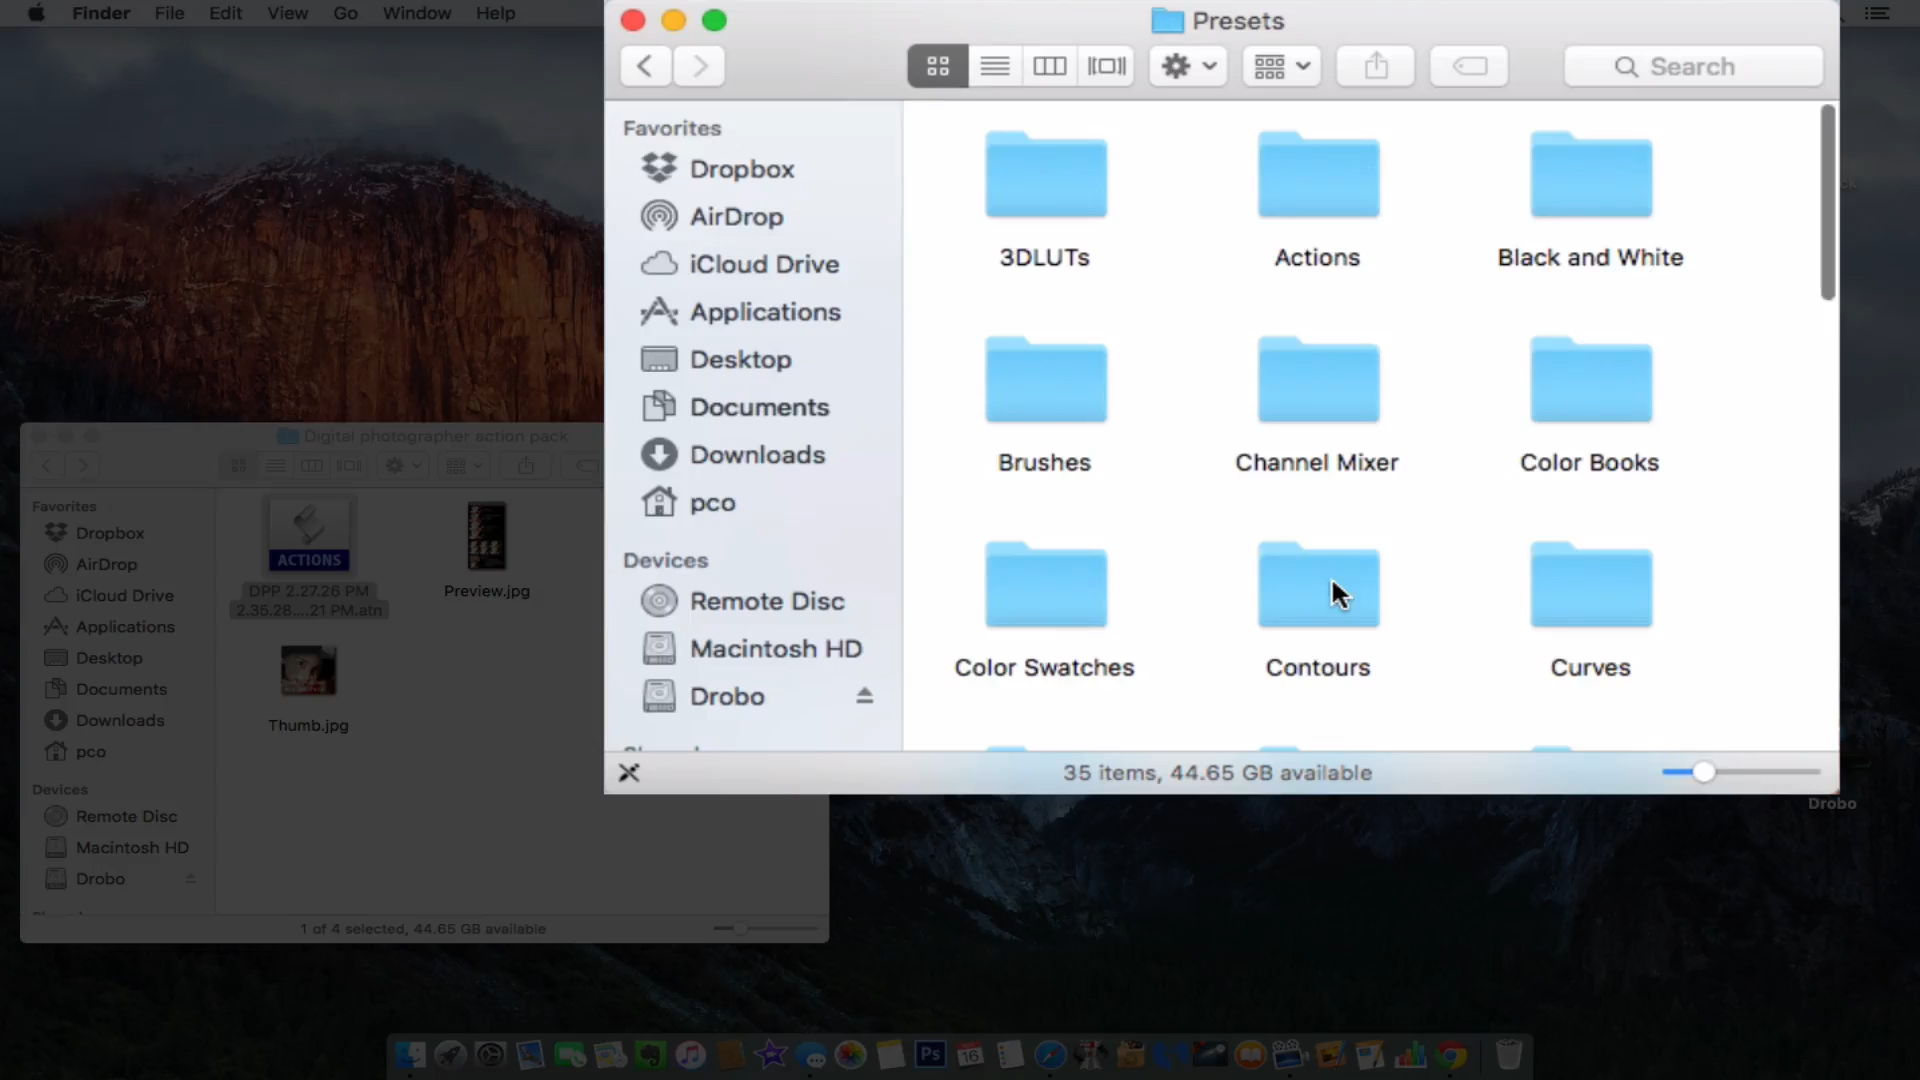 Finder File Edit View Go Window Help
Presets
Search
Favorites
Dropbox
AirDrop
iCloud Drive
Applications
Desktop
Documents
Downloads
pco
Devices
Remote Disc
Macintosh HD
Drobo
3DLUTs
Actions
Black and White
Brushes
Channel Mixer
Color Books
Color Swatches
Contours
Curves
35 items, 44.65 GB available
Digital photographer action pack
Favorites
Dropbox
AirDrop
iCloud Drive
Applications
Desktop
Documents
Downloads
pco
Devices
Remote Disc
Macintosh HD
Drobo
ACTIONS
DPP 2.27.26 PM
2.35.28....21 PM.atn
Preview.jpg
Thumb.jpg
1 of 4 selected, 44.65 GB available
Drobo
Ps
16